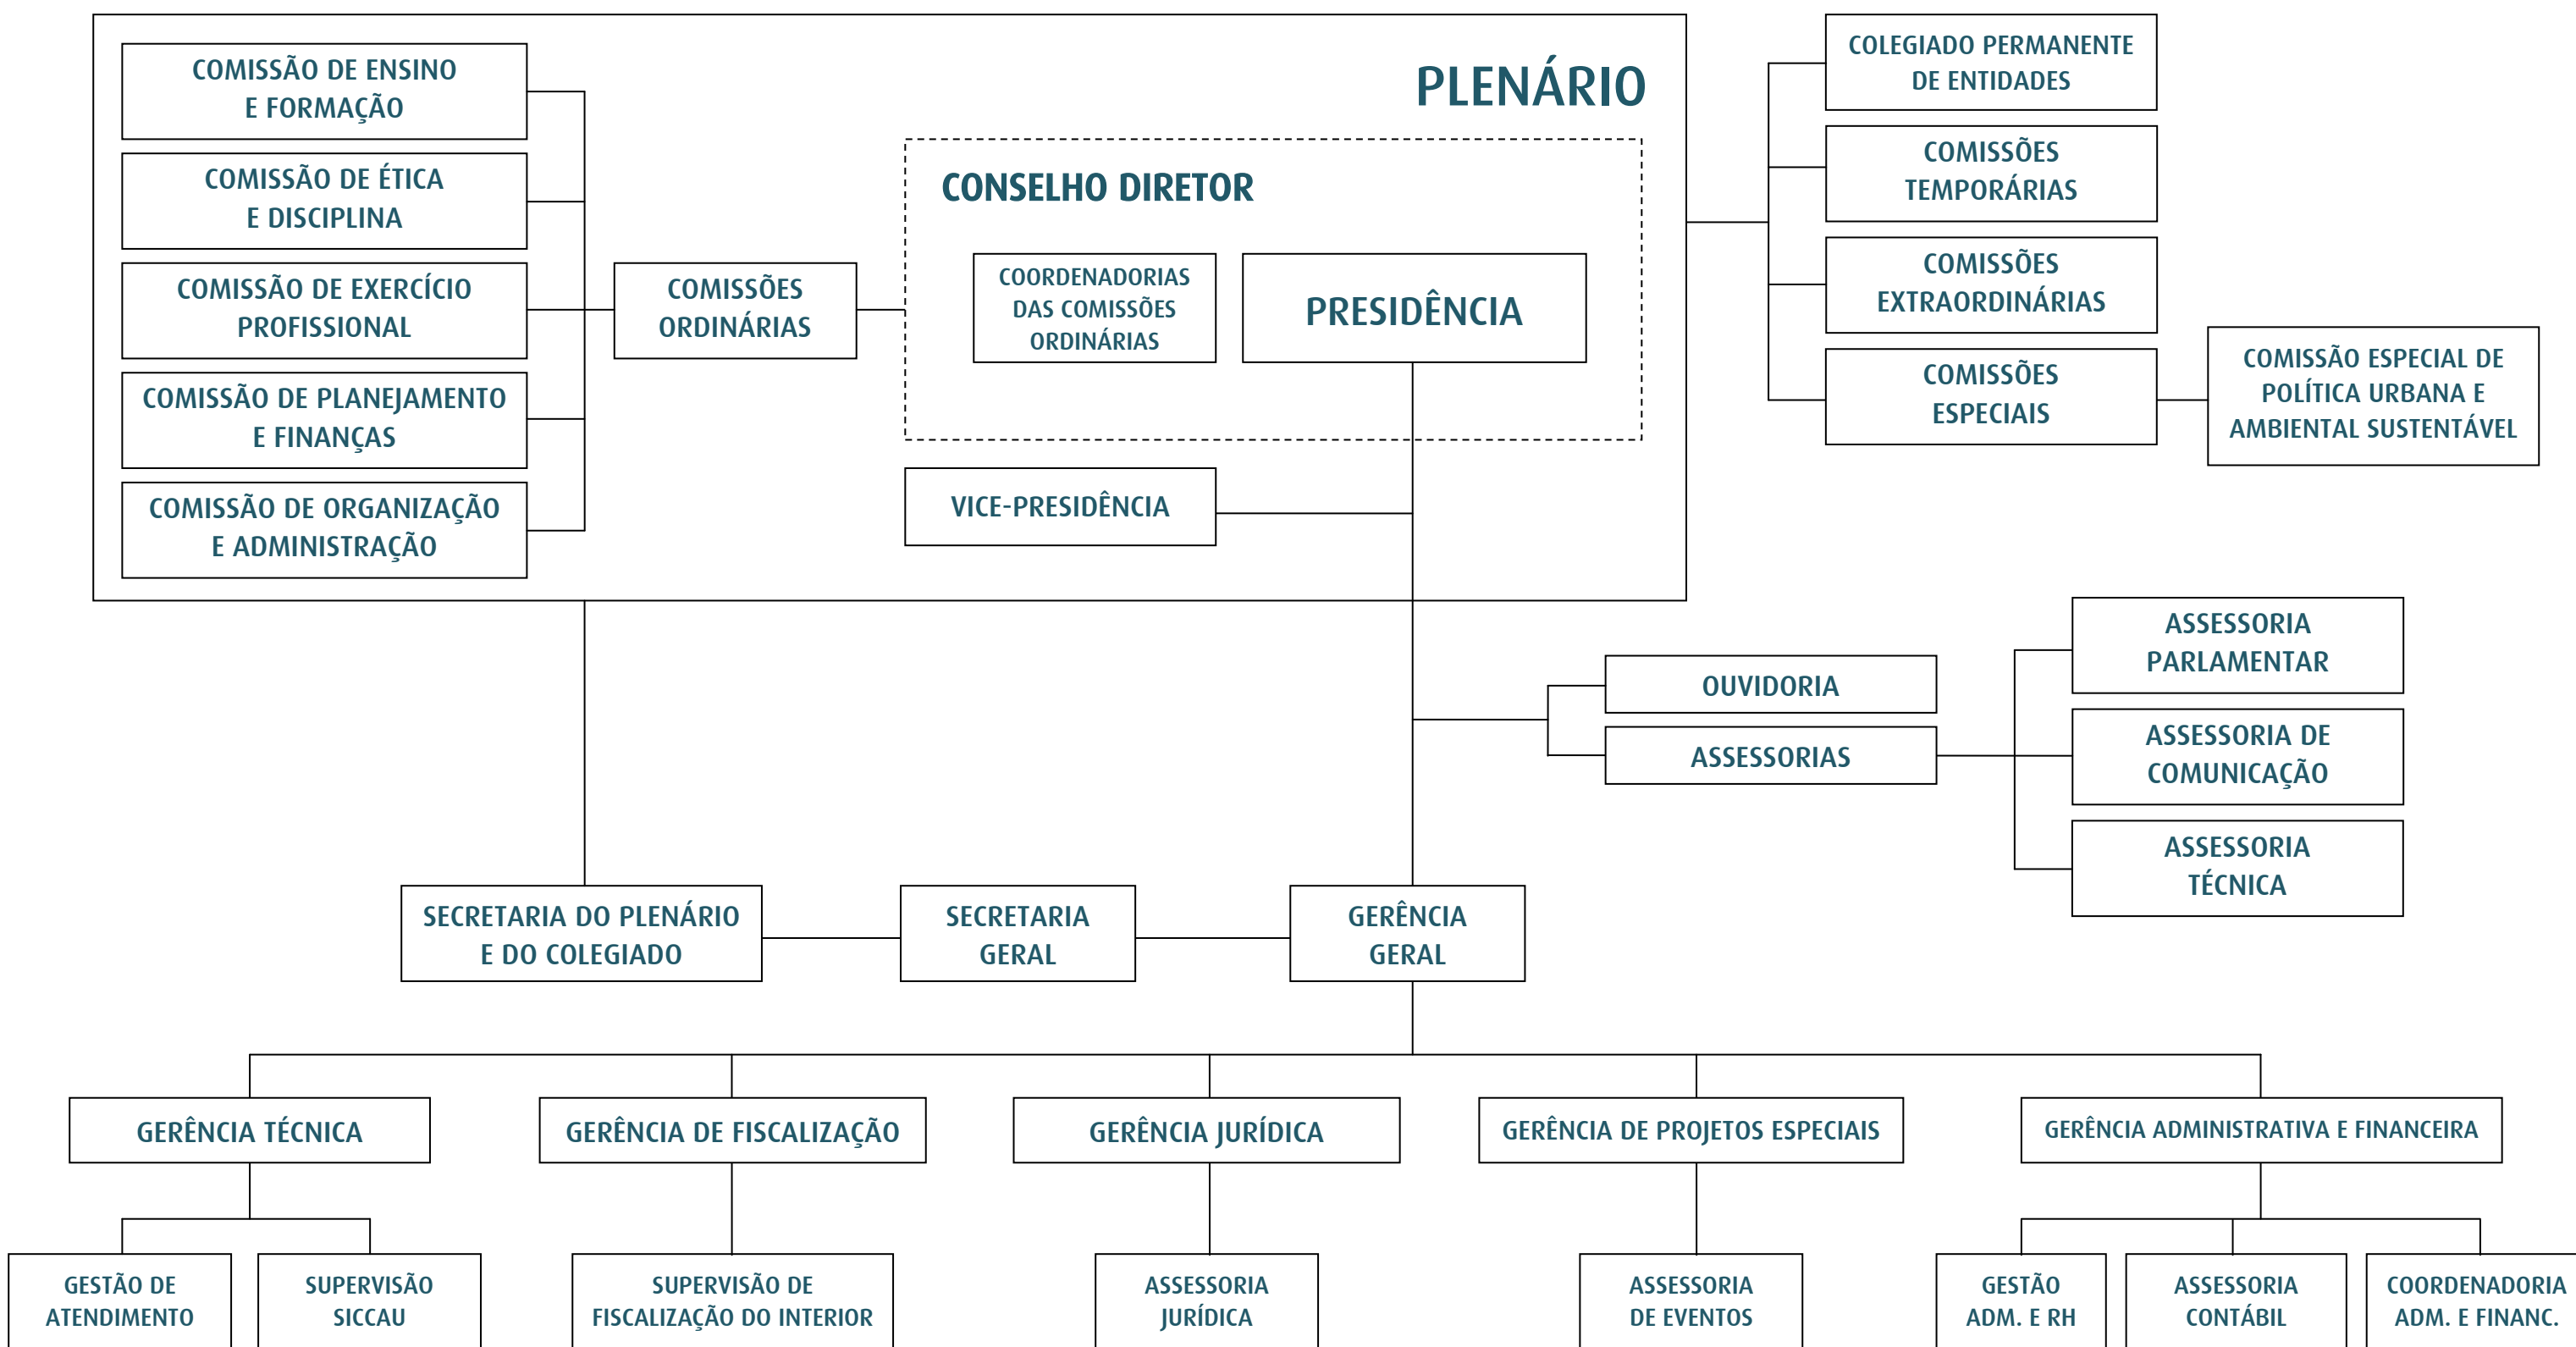 PLENÁRIO
COMISSÃO DE ENSINO
E FORMAÇÃO
COMISSÃO DE ÉTICA
E DISCIPLINA
COMISSÃO DE EXERCÍCIO
PROFISSIONAL
COMISSÃO DE PLANEJAMENTO
E FINANÇAS
COMISSÃO DE ORGANIZAÇÃO
E ADMINISTRAÇÃO
COMISSÕES
ORDINÁRIAS
CONSELHO DIRETOR
COORDENADORIAS
DAS COMISSÕES
ORDINÁRIAS
PRESIDÊNCIA
VICE-PRESIDÊNCIA
COLEGIADO PERMANENTE
DE ENTIDADES
COMISSÕES
TEMPORÁRIAS
COMISSÕES
EXTRAORDINÁRIAS
COMISSÕES
ESPECIAIS
COMISSÃO ESPECIAL DE
POLÍTICA URBANA E
AMBIENTAL SUSTENTÁVEL
OUVIDORIA
ASSESSORIAS
ASSESSORIA
PARLAMENTAR
ASSESSORIA DE
COMUNICAÇÃO
ASSESSORIA
TÉCNICA
SECRETARIA DO PLENÁRIO
E DO COLEGIADO
SECRETARIA
GERAL
GERÊNCIA
GERAL
GERÊNCIA TÉCNICA
GERÊNCIA DE FISCALIZAÇÃO
GERÊNCIA JURÍDICA
GERÊNCIA DE PROJETOS ESPECIAIS
GERÊNCIA ADMINISTRATIVA E FINANCEIRA
GESTÃO DE
ATENDIMENTO
SUPERVISÃO
SICCAU
SUPERVISÃO DE
FISCALIZAÇÃO DO INTERIOR
ASSESSORIA
JURÍDICA
ASSESSORIA
DE EVENTOS
GESTÃO
ADM. E RH
ASSESSORIA
CONTÁBIL
COORDENADORIA
ADM. E FINANC.